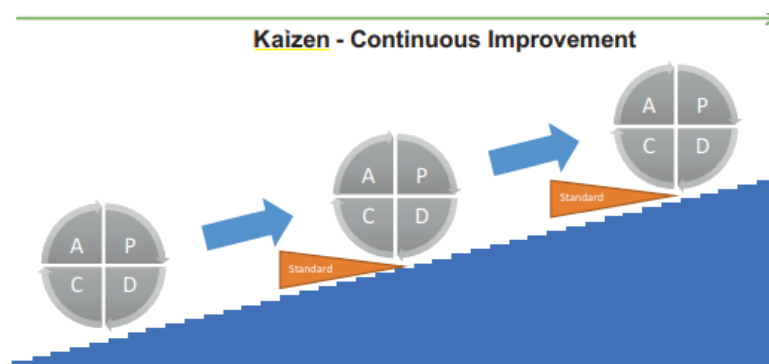 Kaizen - Continuous Improvement
A P
C D
Standard
A P
C D
Standard
A P
C D